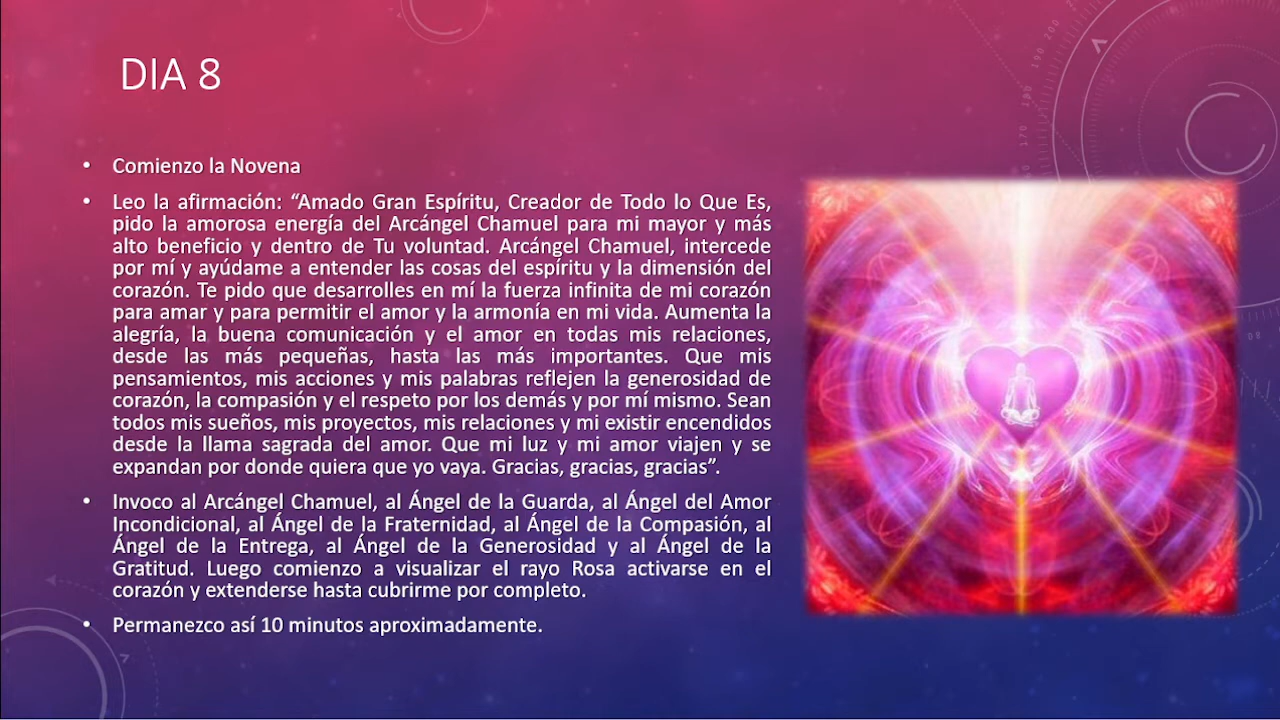 DIA 8
• Comienzo la Novena
• Leo la afirmación: “Amado Gran Espíritu, Creador de Todo lo Que Es,
pido la amorosa energía del Arcángel Chamuel para mi mayor y más
alto beneficio y dentro de Tu voluntad. Arcángel Chamuel, intercede
por mí y ayúdame a entender las cosas del espíritu y la dimensión del
corazón. Te pido que desarrolles en mí la fuerza infinita de mi corazón
para amar y para permitir el amor y la armonía en mi vida. Aumenta la
alegría, la buena comunicación y el amor en todas mis relaciones,
desde las más pequeñas, hasta las más importantes. Que mis
pensamientos, mis acciones y mis palabras reflejen la generosidad de
corazón, la compasión y el respeto por los demás y por mí mismo. Sean
todos mis sueños, mis proyectos, mis relaciones y mi existir encendidos
desde la llama sagrada del amor. Que mi luz y mi amor viajen y se
expandan por donde quiera que yo vaya. Gracias, gracias, gracias”.
• Invoco al Arcángel Chamuel, al Ángel de la Guarda, al Ángel del Amor
Incondicional, al Ángel de la Fraternidad, al Ángel de la Compasión, al
Ángel de la Entrega, al Ángel de la Generosidad y al Ángel de la
Gratitud. Luego comienzo a visualizar el rayo Rosa activarse en el
corazón y extenderse hasta cubrirme por completo.
• Permanezco así 10 minutos aproximadamente.